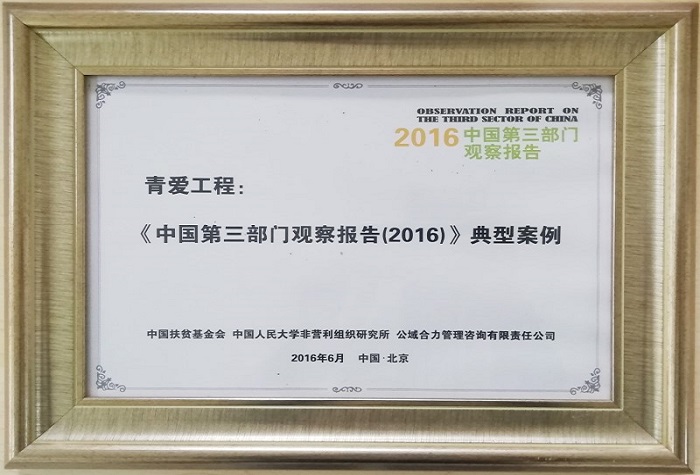 OBSERVATION REPORT ON
THE THIRD SECTOR OF CHINA
2016中国第三部门
观察报告
青爱工程：
《中国第三部门观察报告(2016)》典型案例
中国扶贫基金会 中国人民大学非营利组织研究所 公域合力管理咨询有限责任公司
2016年6月 中国·北京